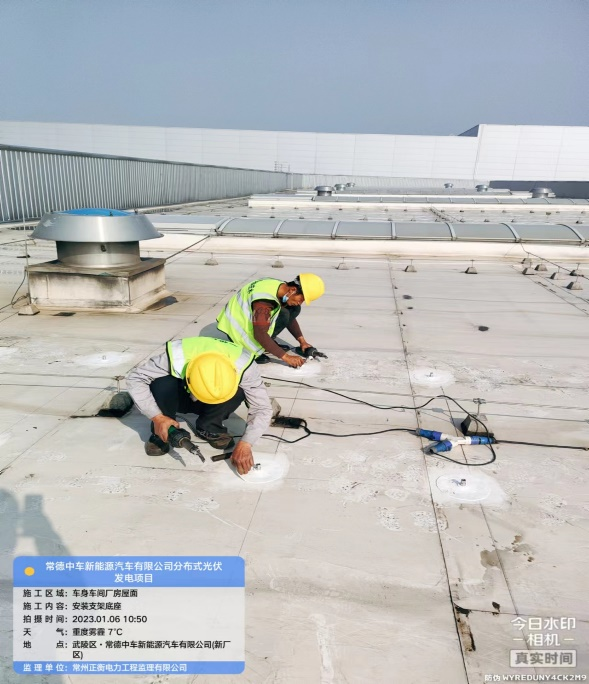 常德中车新能源汽车有限公司分布式光伏
发电项目
施工区域：车身车间厂房屋面
施工内容：安装支架底座
拍摄时间：2023.01.06 10:50
天气：重度雾霾 7℃
地点：武陵区·常德中车新能源汽车有限公司(新厂
区)
监理单位：常州正衡电力工程监理有限公司
今日水印
相机
真实时间
防伪 WYREDUNY4CK2M9